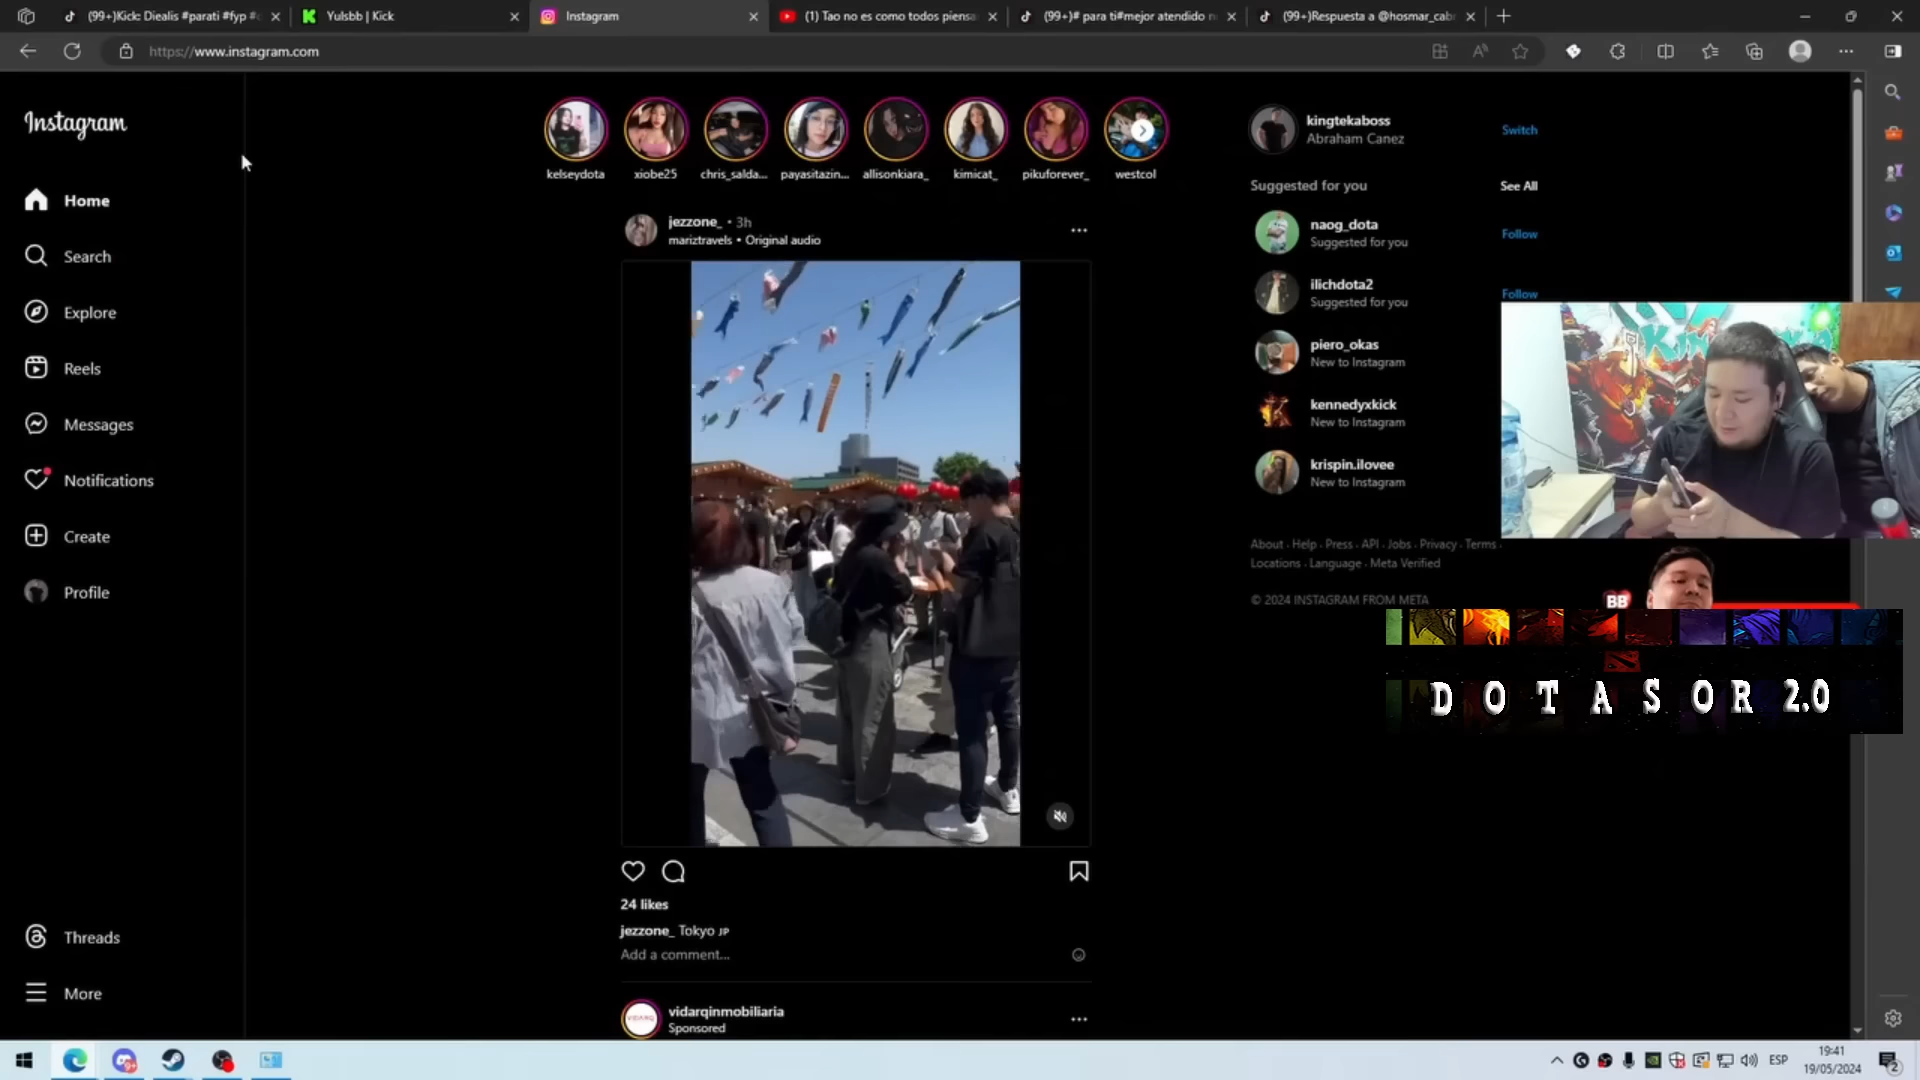 (99+)Kick: Diealis #parati #fyp #c
Yulsbb | Kick
Instagram
(1) Tao no es como todos piensa
(99+)# para ti#mejor atendido n
(99+)Respuesta a @hosmar_cab
https://www.instagram.com
Instagram
Home
Search
Explore
Reels
Messages
Notifications
Create
Profile
Threads
More
kelseydota
xiobe25
chris_salda...
payasitazin...
allisonkiara_
kimicat_
pikuforever_
westcol
jezzone_ • 3h
mariztravels • Original audio
24 likes
jezzone_ Tokyo JP
Add a comment...
VIDARQ
vidarqinmobiliaria
Sponsored
kingtekaboss
Abraham Canez
Switch
Suggested for you
See All
naog_dota
Suggested for you
Follow
ilichdota2
Suggested for you
Follow
piero_okas
New to Instagram
kennedyxkick
New to Instagram
krispin.ilovee
New to Instagram
About · Help · Press · API · Jobs · Privacy · Terms ·
Locations · Language · Meta Verified
© 2024 INSTAGRAM FROM META
BB
DOTASOR 2.0
9+
ESP
19:41
19/05/2024
2